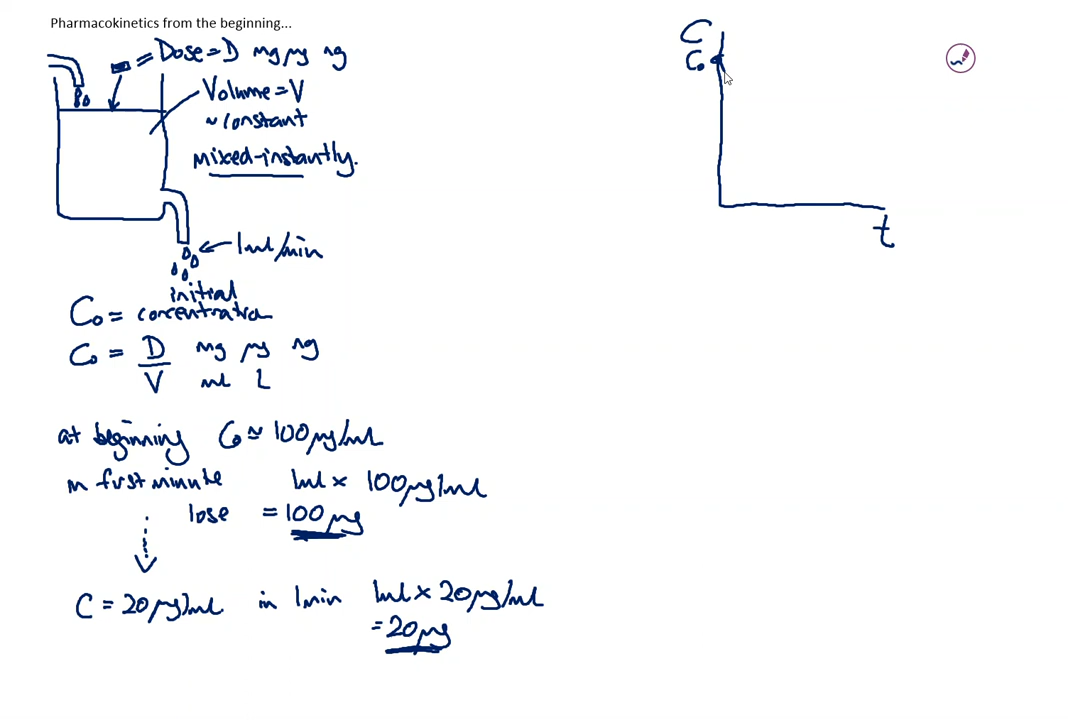 Pharmacokinetics from the beginning...
= Dose = D mg μg ng
Volume = V
~ constant
mixed-instantly.
1ml/min
C₀ = initial concentration
C₀ = D/V mg μg ng
ml L
at beginning C₀ ≈ 100μg/ml
in first minute 1ml × 100μg/ml
lose = 100μg
C = 20μg/ml in 1min 1ml × 20μg/ml
= 20μg
C
C₀
t